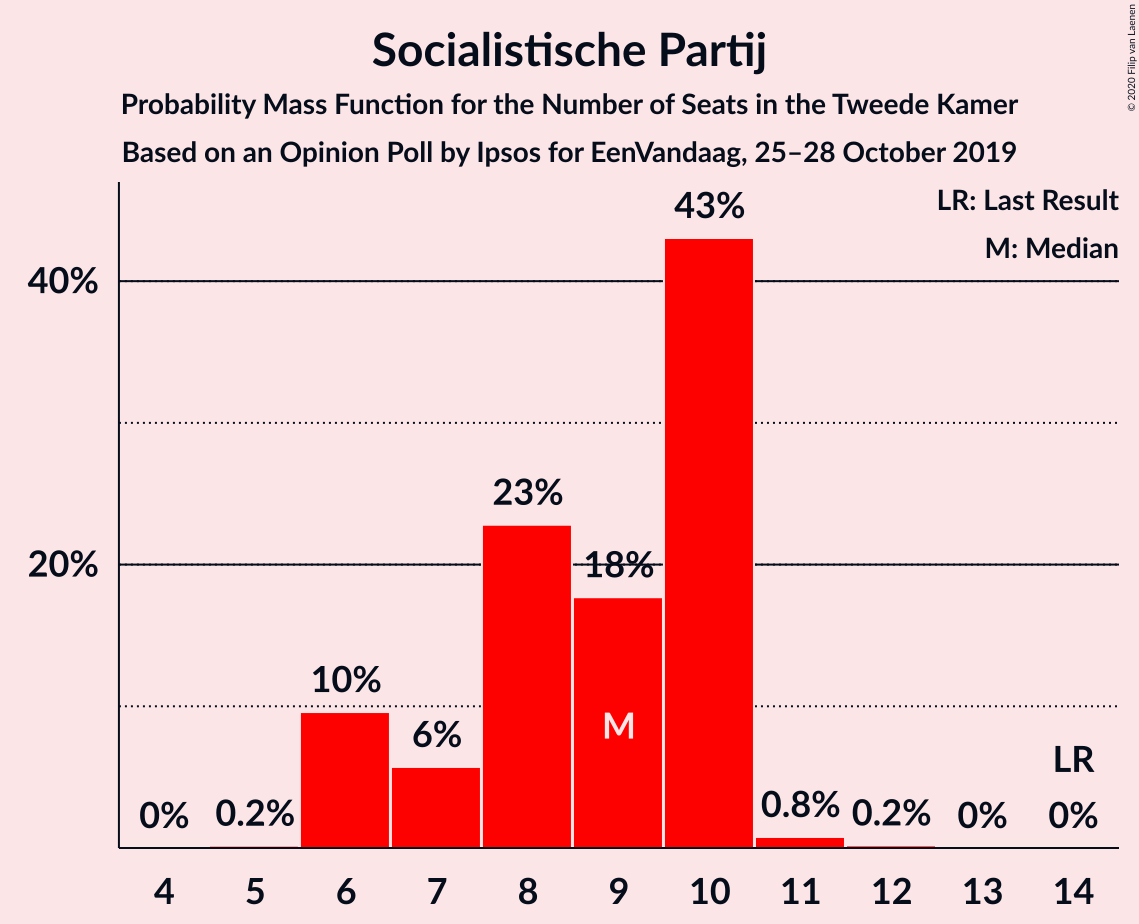 Socialistische Partij
Probability Mass Function for the Number of Seats in the Tweede Kamer
Based on an Opinion Poll by Ipsos for EenVandaag, 25–28 October 2019
© 2020 Filip van Laenen
LR: Last Result
M: Median
43%
40%
23%
20%
18%
10%
6%
M
LR
0%
0.2%
0.8%
0.2%
0%
0%
4 5 6 7 8 9 10 11 12 13 14